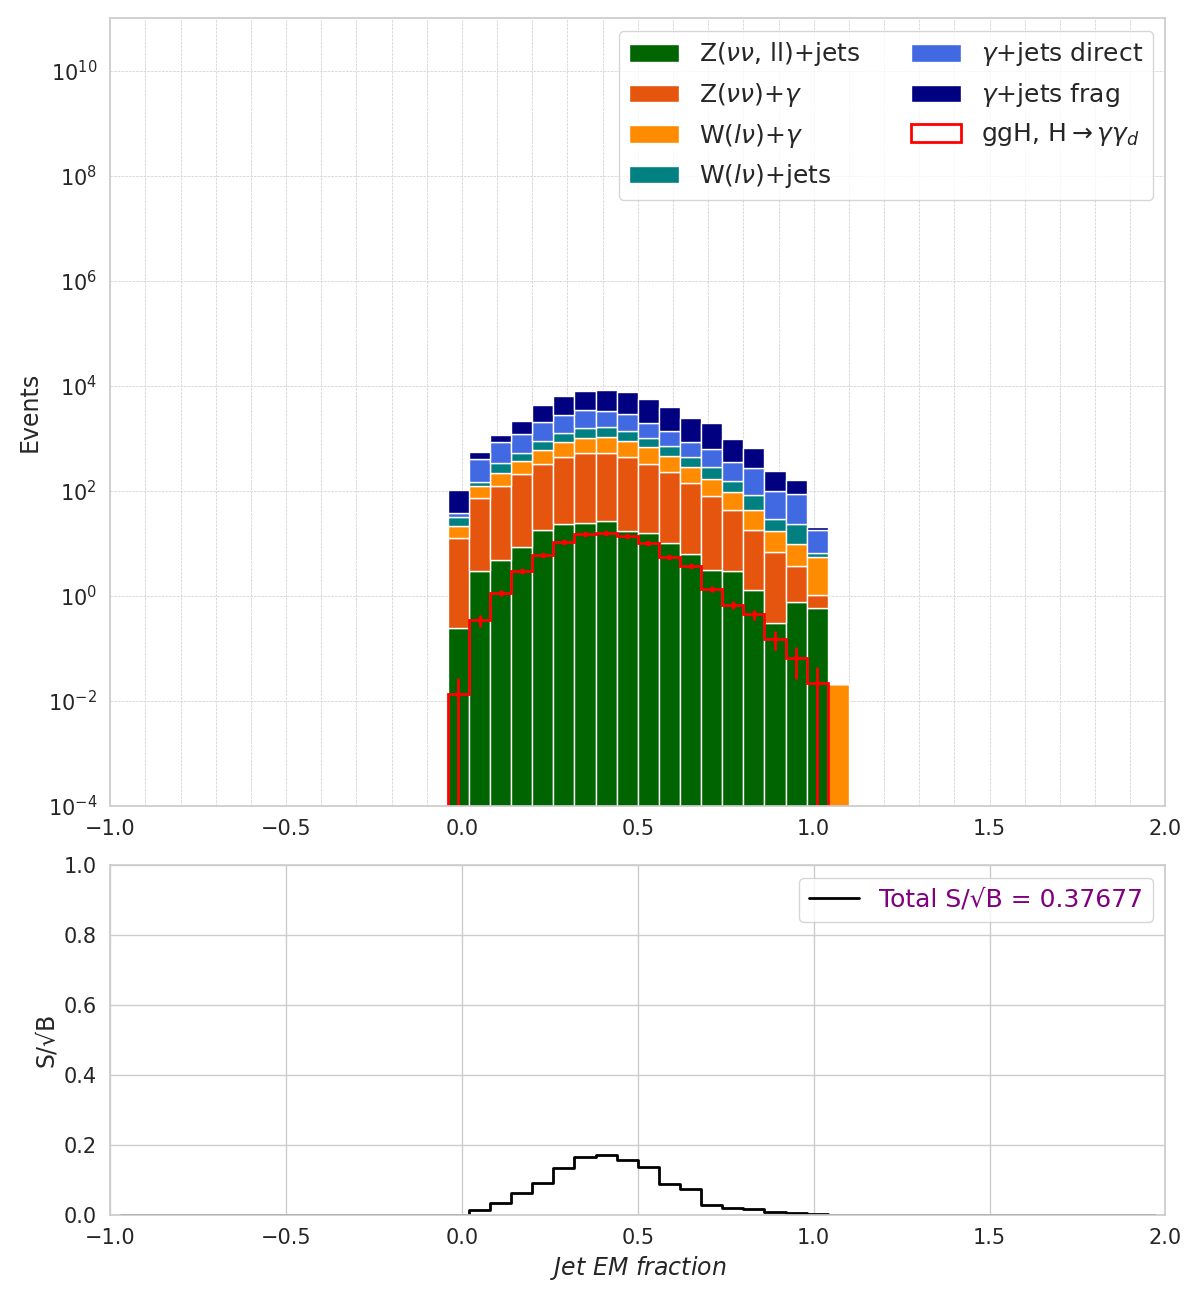 Z(νν, ll)+jets
Z(νν)+γ
W(lν)+γ
W(lν)+jets
γ+jets direct
γ+jets frag
ggH, H→γγ_d
Events
10^10
10^8
10^6
10^4
10^2
10^0
10^−2
10^−4
−1.0 −0.5 0.0 0.5 1.0 1.5 2.0
Total S/√B = 0.37677
S/√B
1.0
0.8
0.6
0.4
0.2
0.0
−1.0 −0.5 0.0 0.5 1.0 1.5 2.0
Jet EM fraction